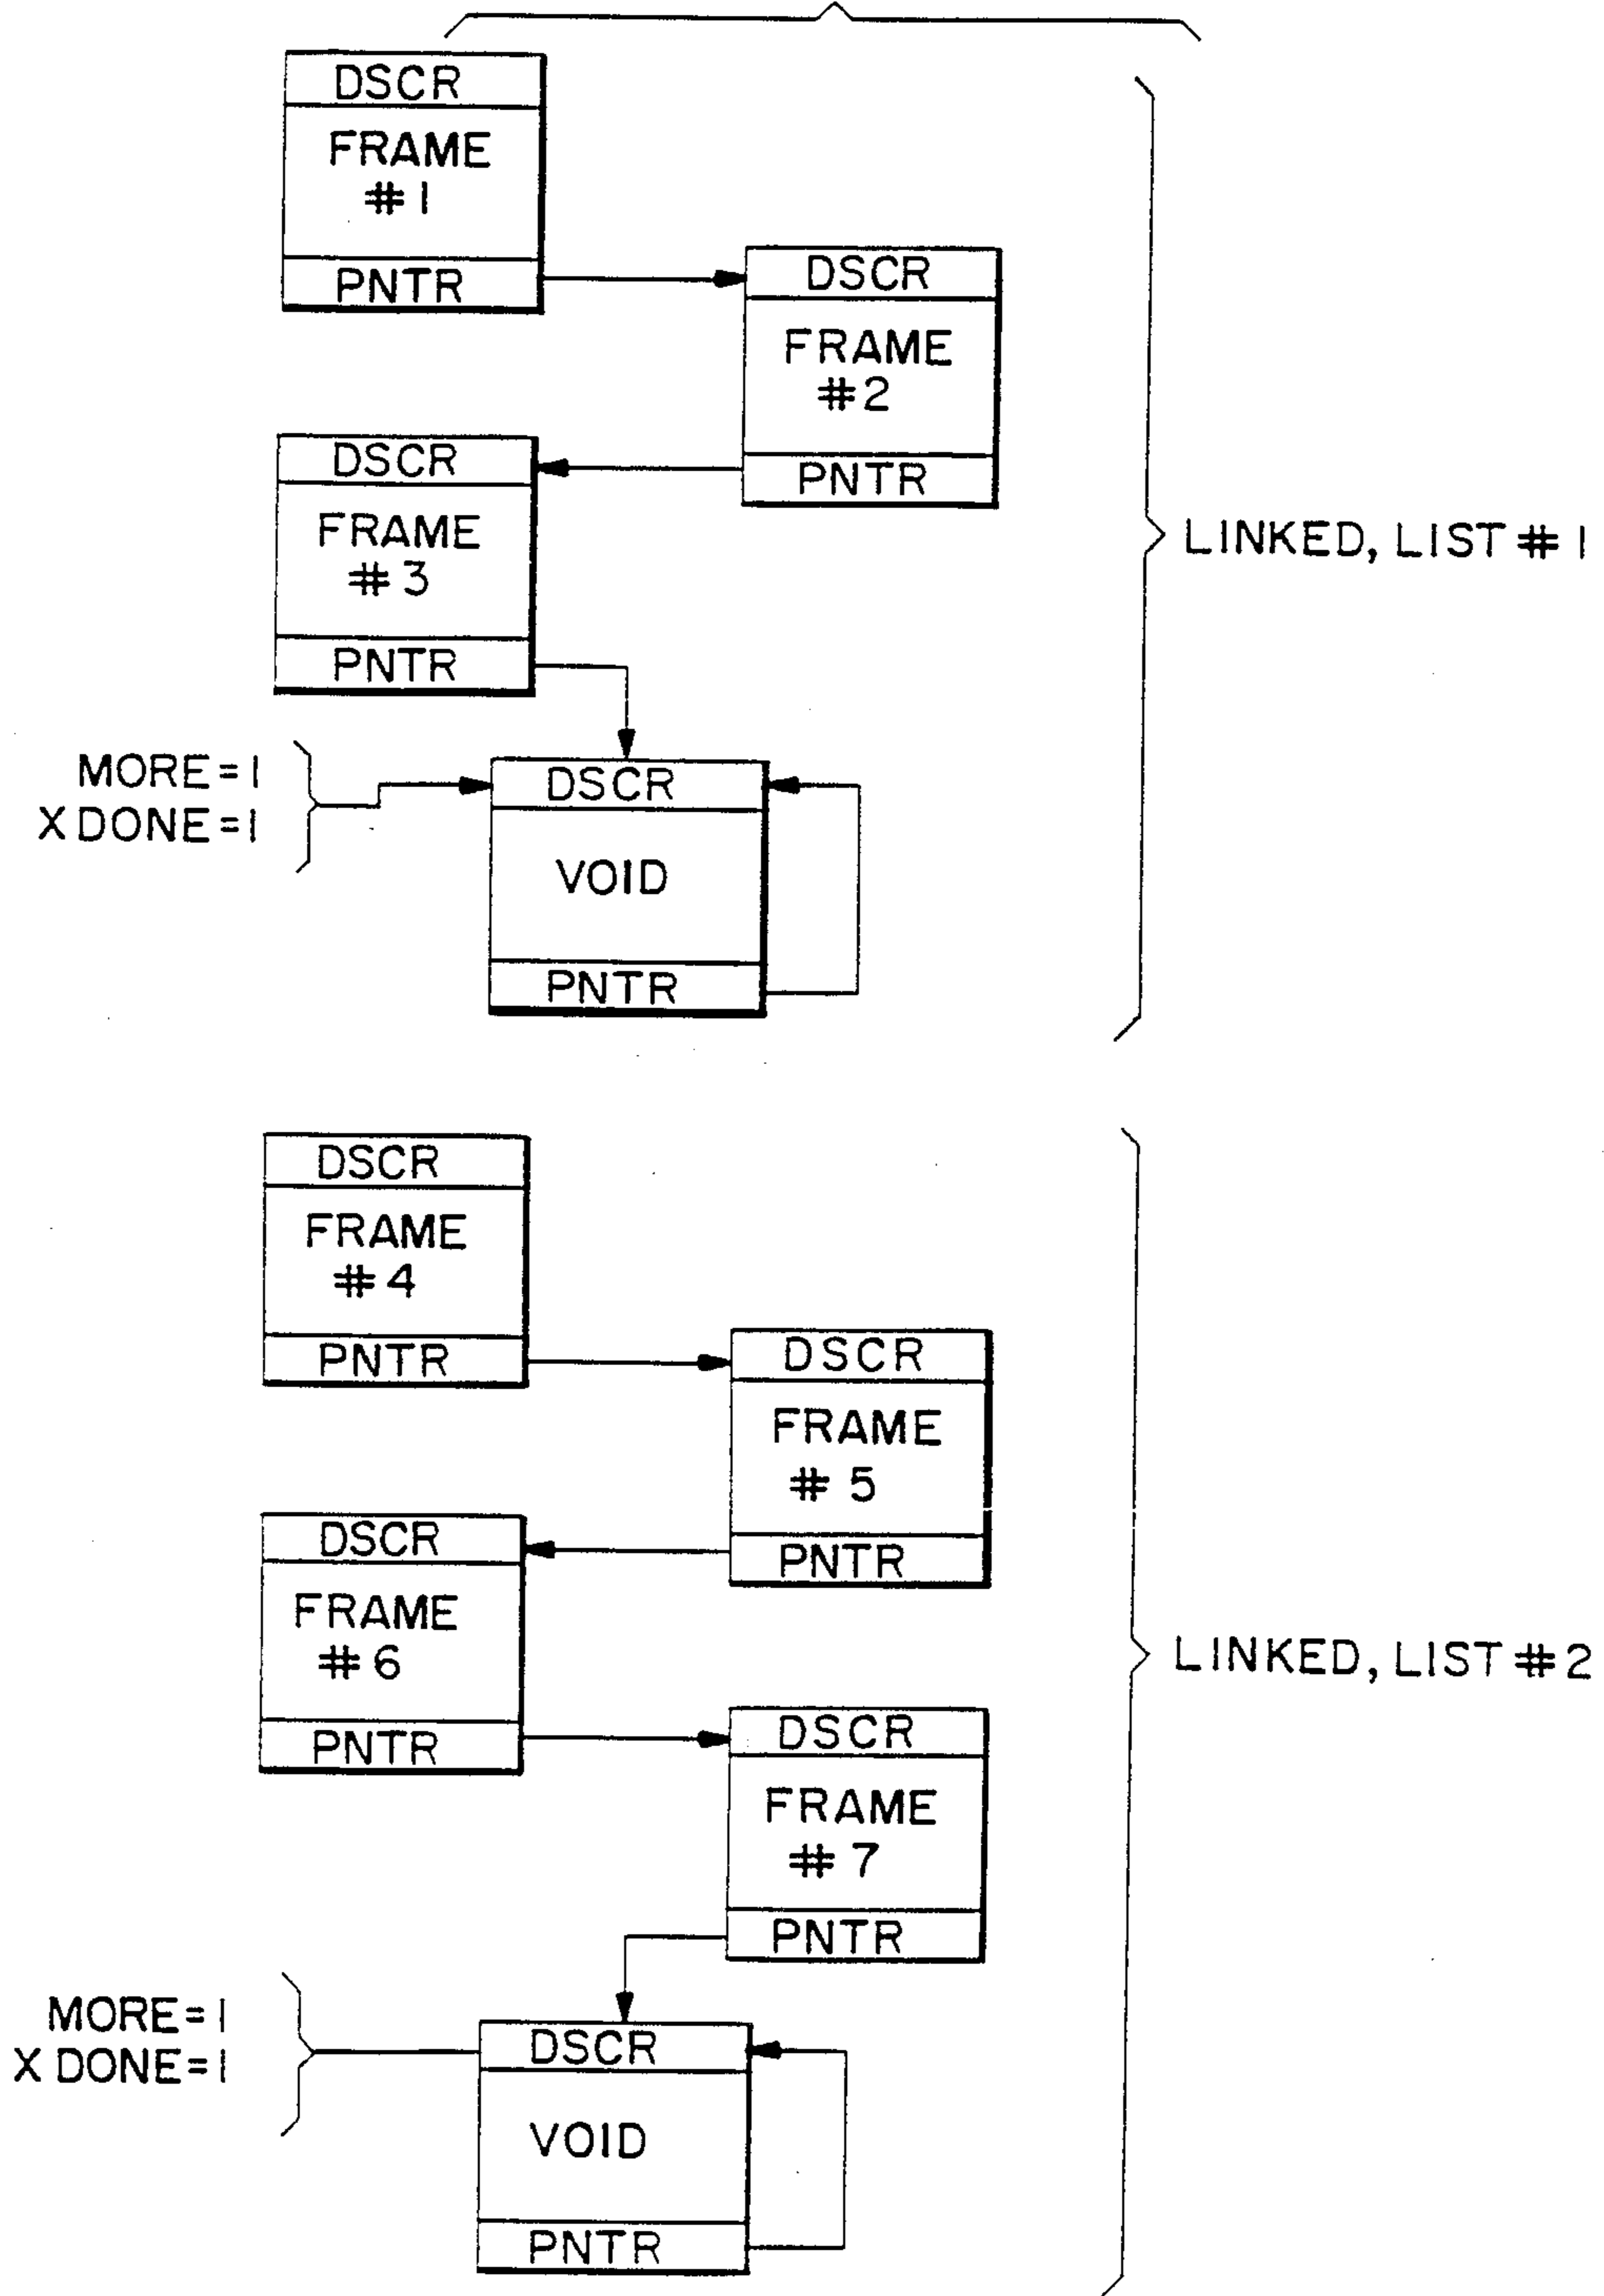 DSCR
FRAME
#1
PNTR
DSCR
FRAME
#2
PNTR
DSCR
FRAME
#3
PNTR
LINKED, LIST #1
MORE=1
X DONE=1
DSCR
VOID
PNTR
DSCR
FRAME
#4
PNTR
DSCR
FRAME
#5
PNTR
DSCR
FRAME
#6
PNTR
LINKED, LIST #2
DSCR
FRAME
#7
PNTR
MORE=1
X DONE=1
DSCR
VOID
PNTR